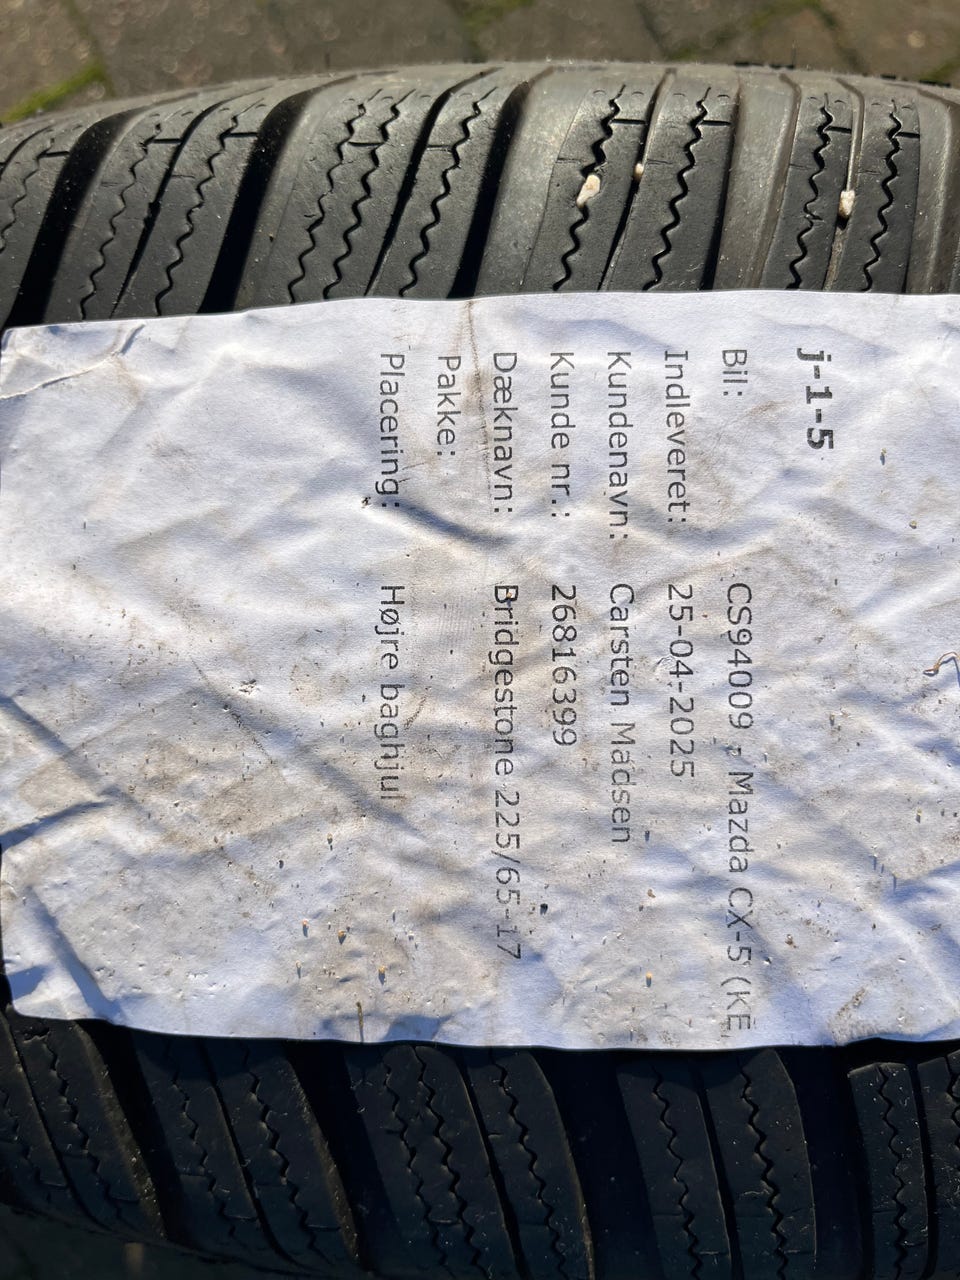 j-1-5
Bil: CS94009 - Mazda CX-5 (KE
Indleveret: 25-04-2025
Kundenavn: Carsten Madsen
Kunde nr.: 26816399
Dæknavn: Bridgestone 225/65-17
Pakke:
Placering: Højre baghjul